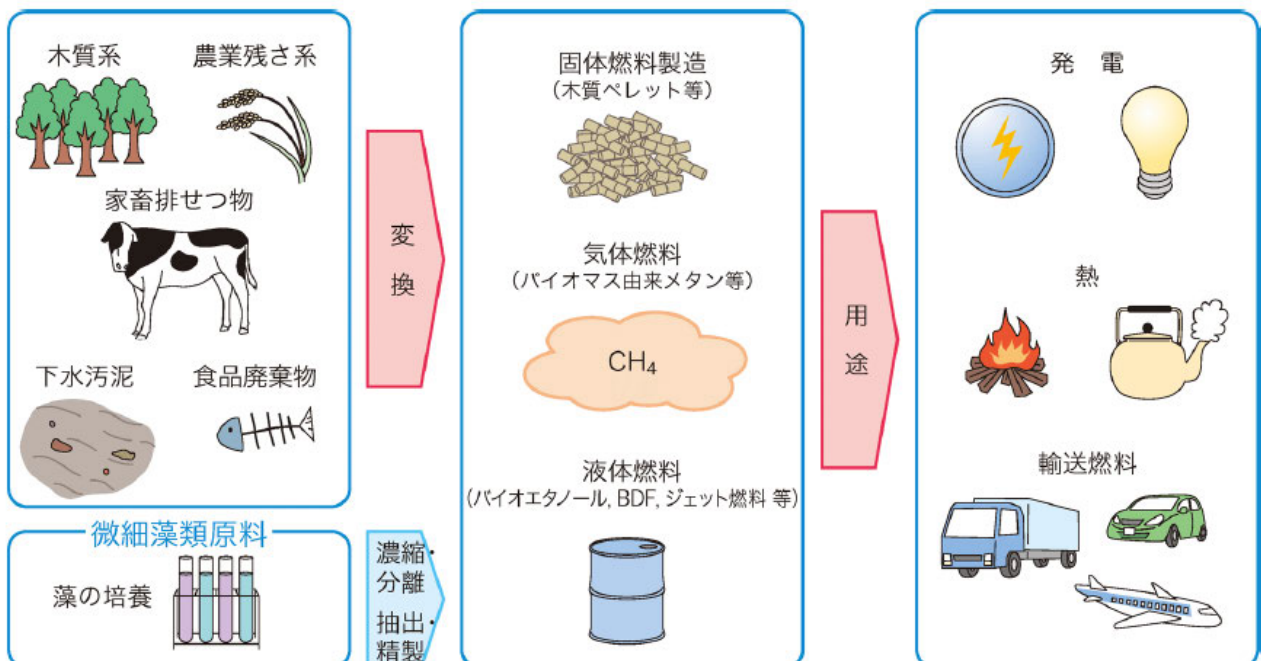 木質系
農業残さ系
家畜排せつ物
下水汚泥
食品廃棄物
微細藻類原料
藻の培養
変換
濃縮・
分離
抽出・
精製
固体燃料製造
（木質ペレット等）
気体燃料
（バイオマス由来メタン等）
CH₄
液体燃料
（バイオエタノール, BDF, ジェット燃料 等）
用途
発 電
熱
輸送燃料